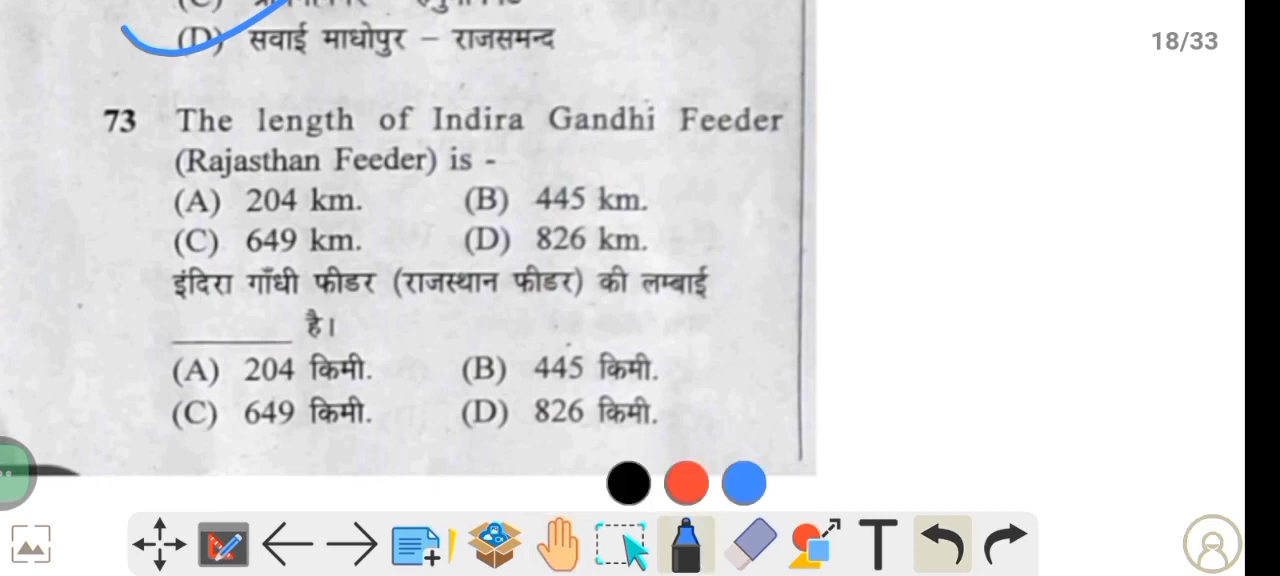 (D) सवाई माधोपुर – राजसमन्द
18/33
73 The length of Indira Gandhi Feeder
(Rajasthan Feeder) is -
(A) 204 km. (B) 445 km.
(C) 649 km. (D) 826 km.
इंदिरा गाँधी फीडर (राजस्थान फीडर) की लम्बाई
________ है।
(A) 204 किमी. (B) 445 किमी.
(C) 649 किमी. (D) 826 किमी.
T